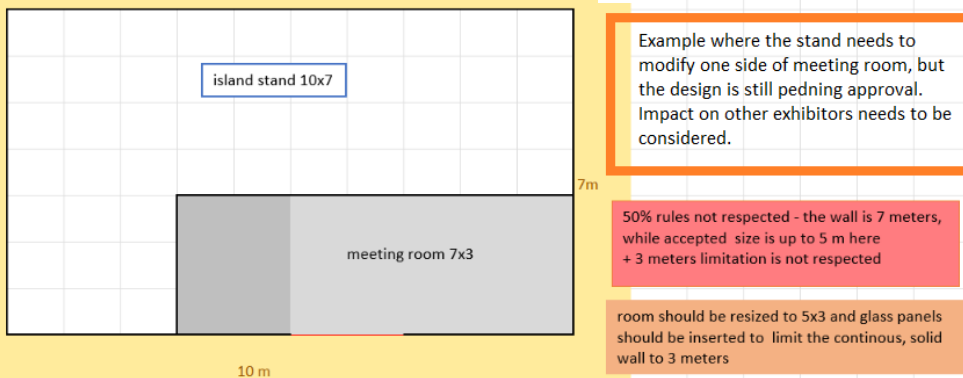 island stand 10x7
Example where the stand needs to
modify one side of meeting room, but
the design is still pedning approval.
Impact on other exhibitors needs to be
considered.
7m
50% rules not respected - the wall is 7 meters,
while accepted size is up to 5 m here
+ 3 meters limitation is not respected
meeting room 7x3
room should be resized to 5x3 and glass panels
should be inserted to limit the continous, solid
wall to 3 meters
10 m